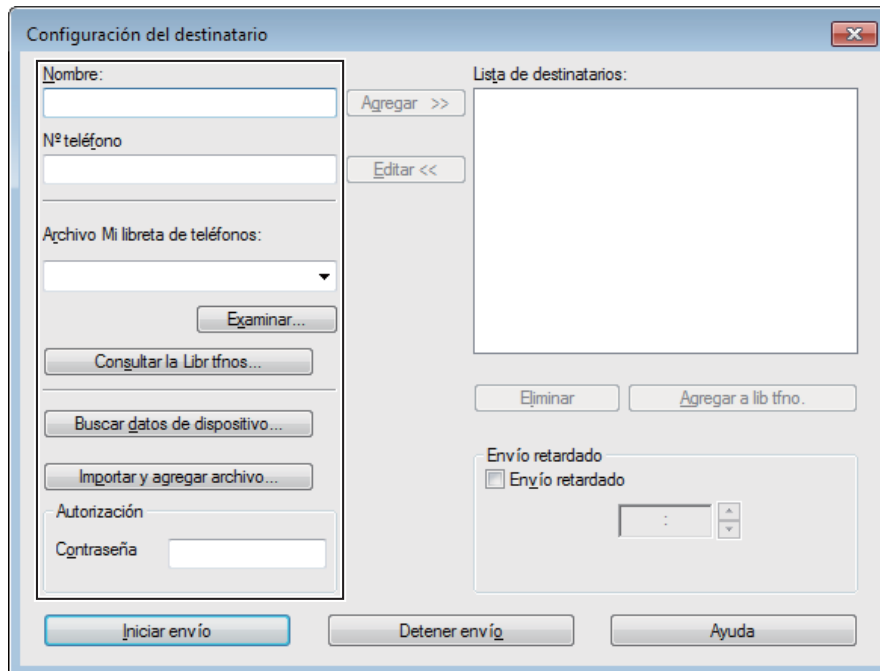 Configuración del destinatario
Nombre:
Agregar >>
Nº teléfono
Editar <<
Archivo Mi libreta de teléfonos:
Examinar...
Consultar la Libr tfnos...
Buscar datos de dispositivo...
Importar y agregar archivo...
Autorización
Contraseña
Lista de destinatarios:
Eliminar
Agregar a lib tfno.
Envío retardado
Envío retardado
:
Iniciar envío
Detener envío
Ayuda